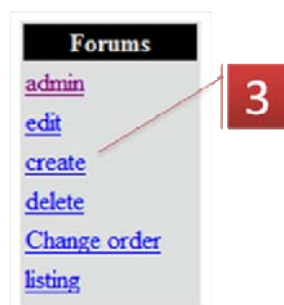 Forums
admin
edit
create
delete
Change order
listing
3